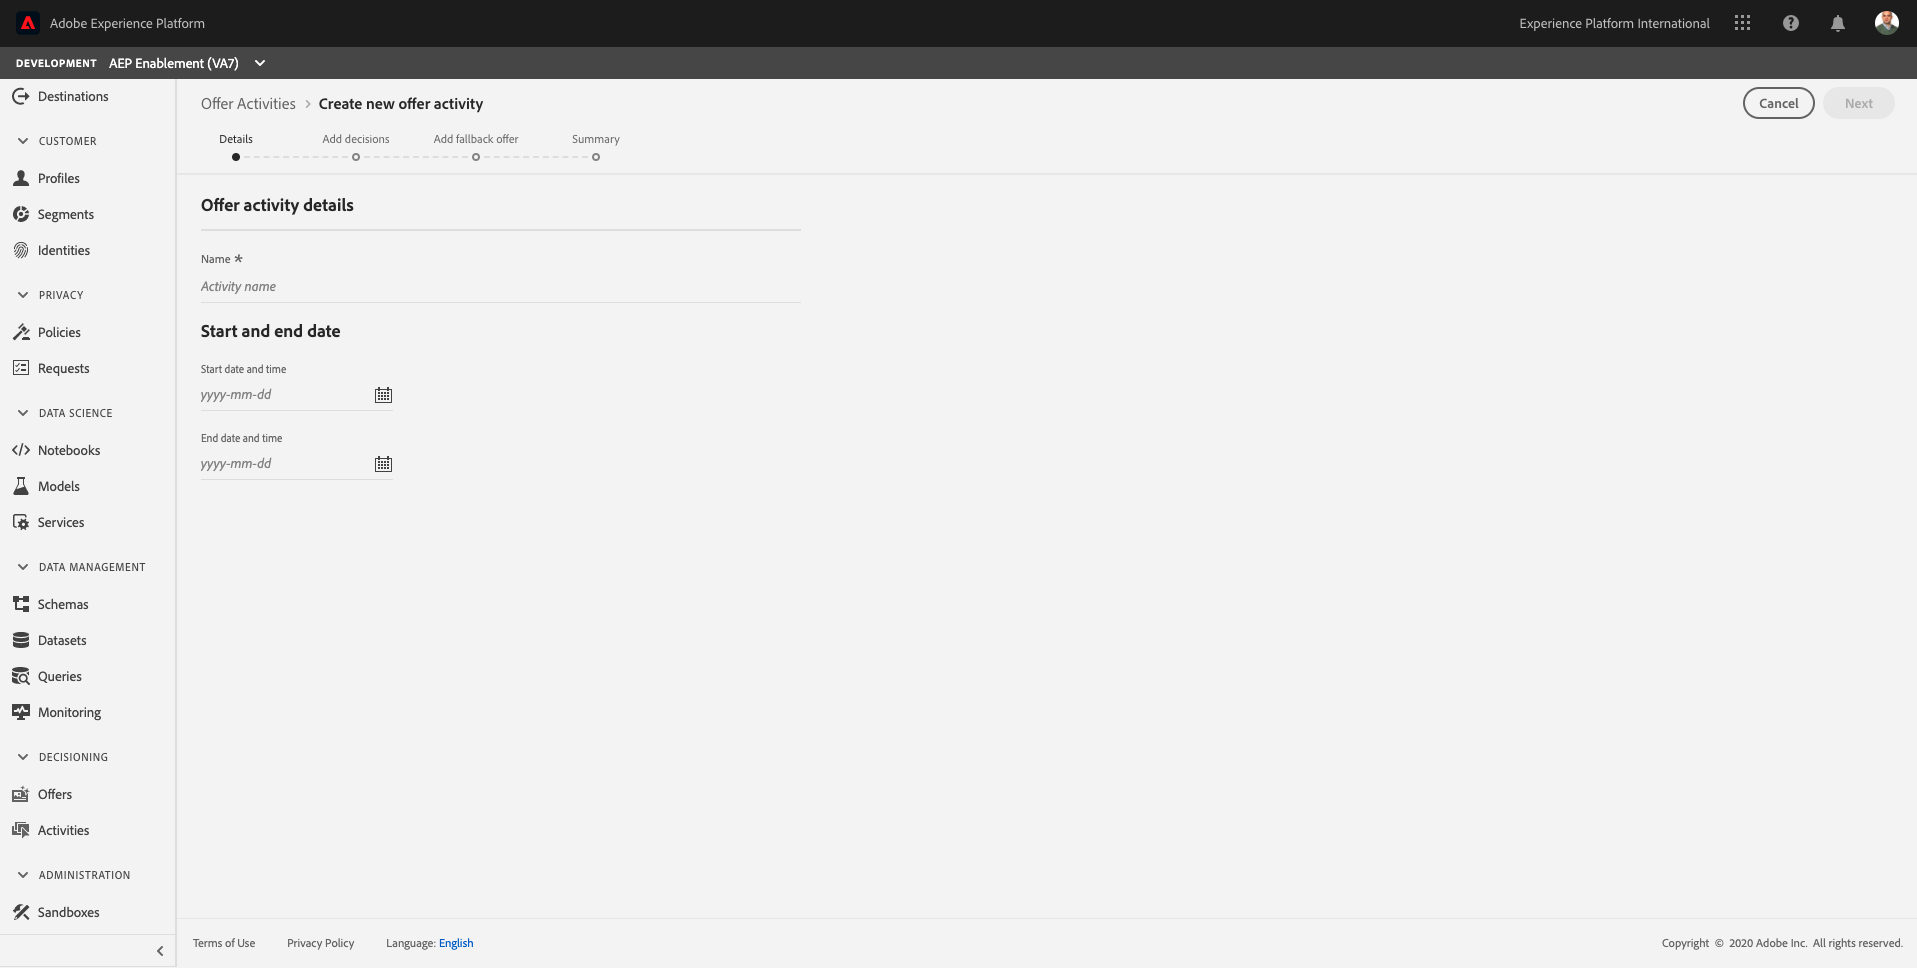 Adobe Experience Platform
Experience Platform International
DEVELOPMENT AEP Enablement (VA7)
Destinations
CUSTOMER
Profiles
Segments
Identities
PRIVACY
Policies
Requests
DATA SCIENCE
Notebooks
Models
Services
DATA MANAGEMENT
Schemas
Datasets
Queries
Monitoring
DECISIONING
Offers
Activities
ADMINISTRATION
Sandboxes
Offer Activities > Create new offer activity
Cancel
Next
Details
Add decisions
Add fallback offer
Summary
Offer activity details
Name *
Activity name
Start and end date
Start date and time
yyyy-mm-dd
End date and time
yyyy-mm-dd
Terms of Use
Privacy Policy
Language: English
Copyright © 2020 Adobe Inc. All rights reserved.